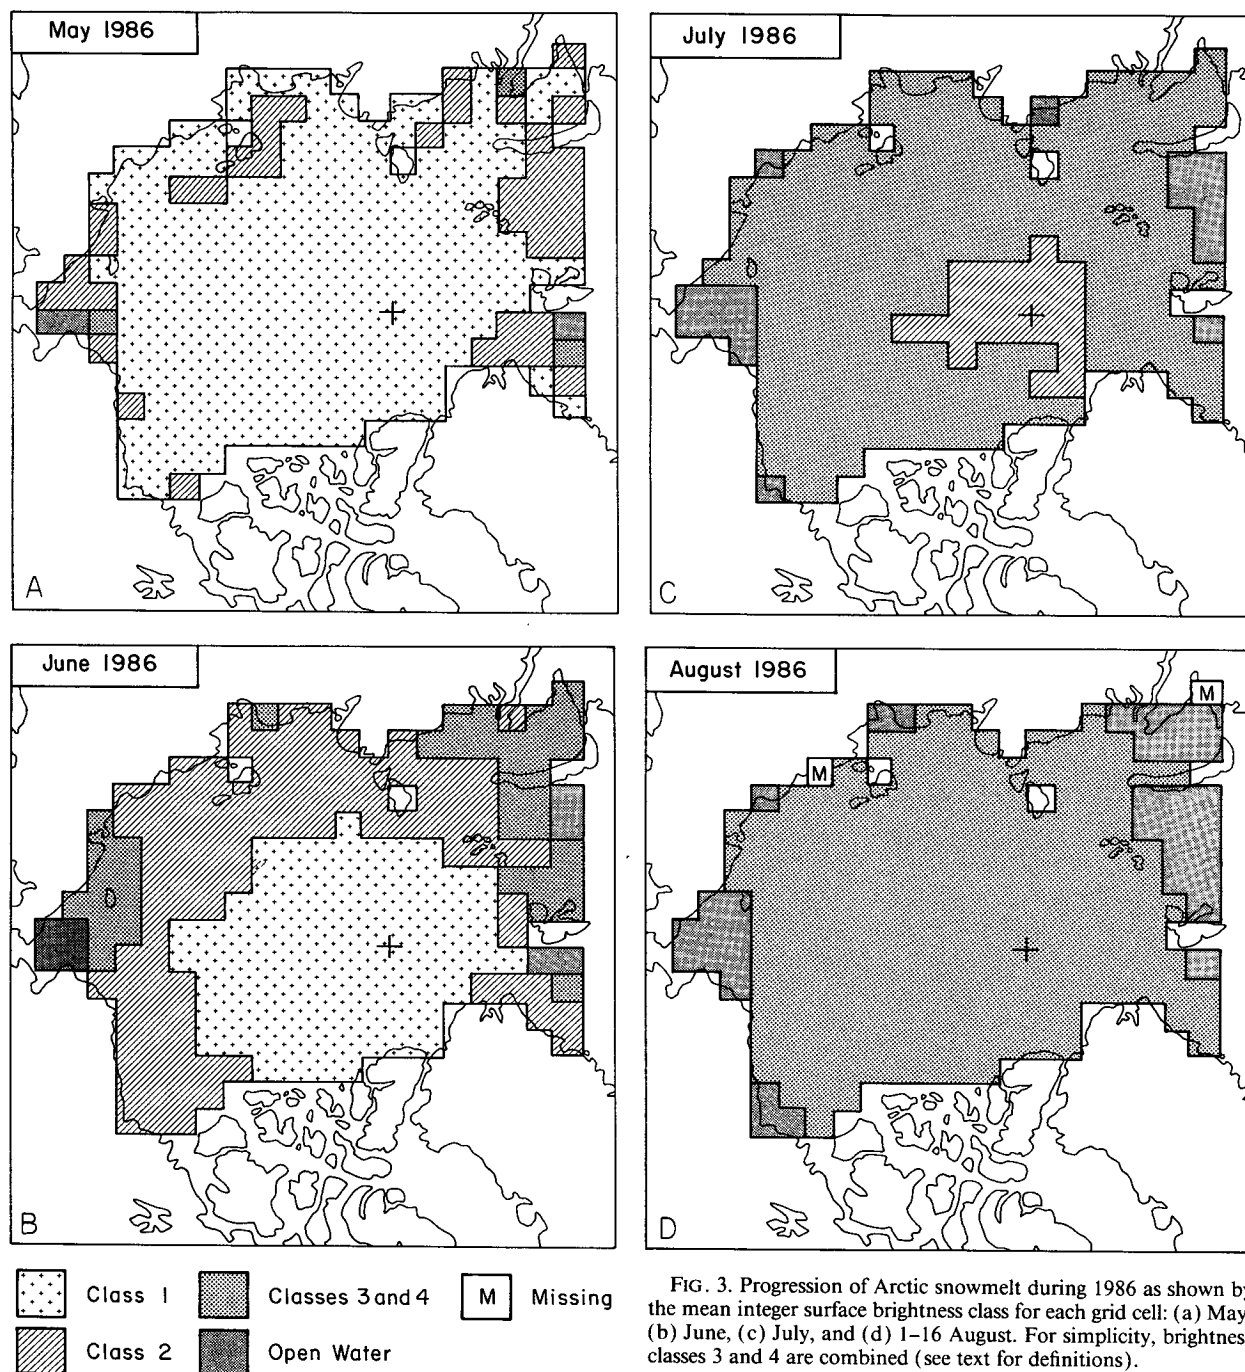 May 1986
A
July 1986
C
June 1986
B
August 1986
M
M
D
Class 1
Classes 3 and 4
M Missing
Class 2
Open Water
FIG. 3. Progression of Arctic snowmelt during 1986 as shown by
the mean integer surface brightness class for each grid cell: (a) May
(b) June, (c) July, and (d) 1–16 August. For simplicity, brightnes
classes 3 and 4 are combined (see text for definitions).